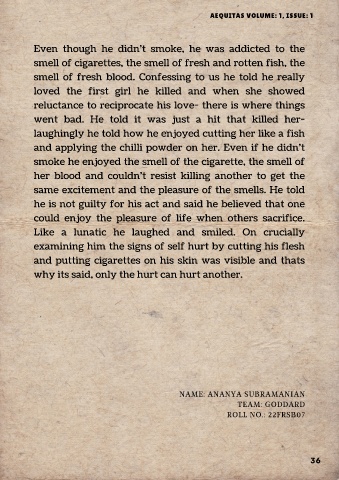 AEQUITAS VOLUME: 1, ISSUE: 1
Even though he didn't smoke, he was addicted to the
smell of cigarettes, the smell of fresh and rotten fish, the
smell of fresh blood. Confessing to us he told he really
loved the first girl he killed and when she showed
reluctance to reciprocate his love- there is where things
went bad. He told it was just a hit that killed her-
laughingly he told how he enjoyed cutting her like a fish
and applying the chilli powder on her. Even if he didn't
smoke he enjoyed the smell of the cigarette, the smell of
her blood and couldn't resist killing another to get the
same excitement and the pleasure of the smells. He told
he is not guilty for his act and said he believed that one
could enjoy the pleasure of life when others sacrifice.
Like a lunatic he laughed and smiled. On crucially
examining him the signs of self hurt by cutting his flesh
and putting cigarettes on his skin was visible and thats
why its said, only the hurt can hurt another.
NAME: ANANYA SUBRAMANIAN
TEAM: GODDARD
ROLL NO.: 22FRSB07
36